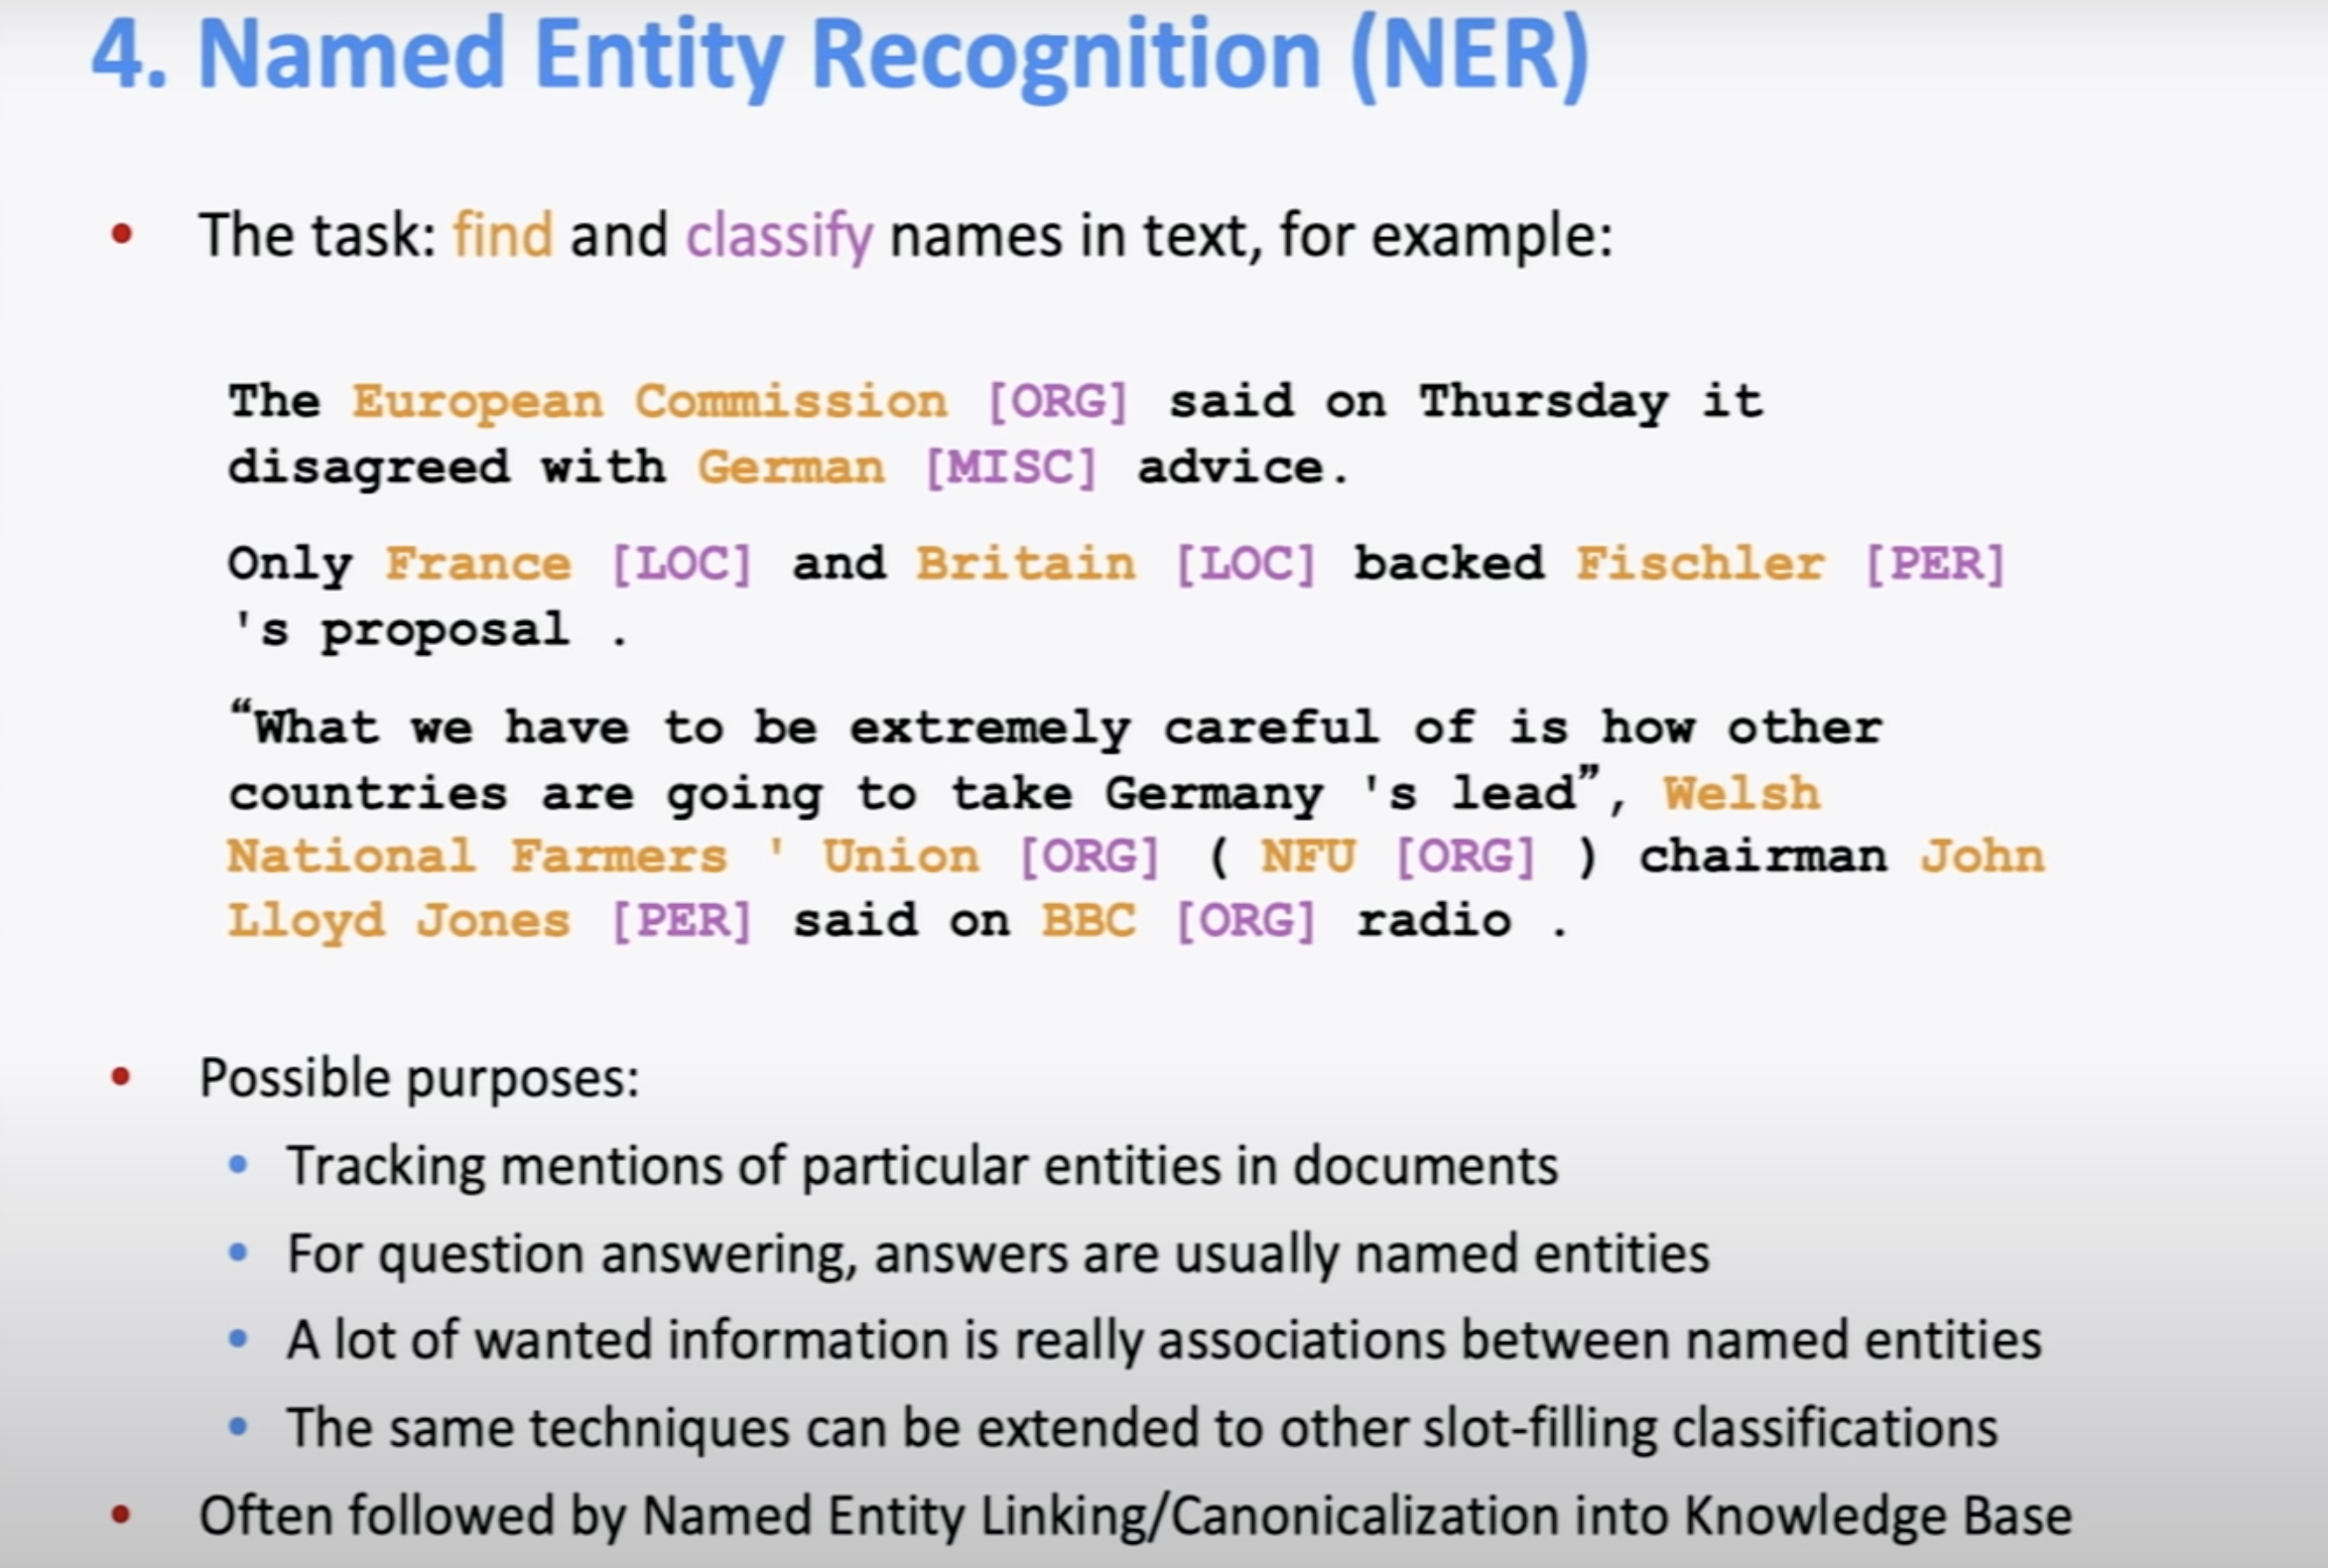 4. Named Entity Recognition (NER)
• The task: find and classify names in text, for example:
The European Commission [ORG] said on Thursday it
disagreed with German [MISC] advice.
Only France [LOC] and Britain [LOC] backed Fischler [PER]
's proposal .
“What we have to be extremely careful of is how other
countries are going to take Germany 's lead”, Welsh
National Farmers ' Union [ORG] ( NFU [ORG] ) chairman John
Lloyd Jones [PER] said on BBC [ORG] radio .
• Possible purposes:
• Tracking mentions of particular entities in documents
• For question answering, answers are usually named entities
• A lot of wanted information is really associations between named entities
• The same techniques can be extended to other slot-filling classifications
• Often followed by Named Entity Linking/Canonicalization into Knowledge Base